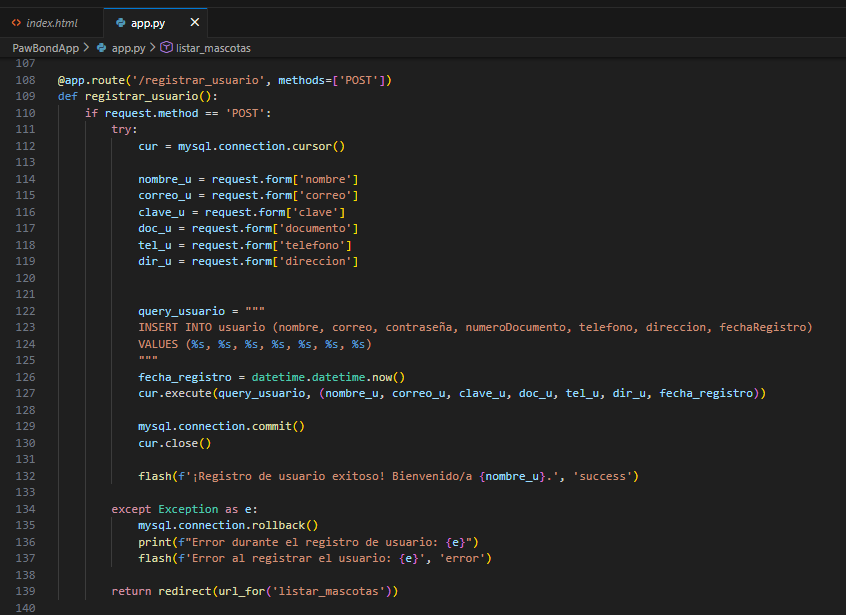 index.html app.py
PawBondApp > app.py > listar_mascotas
107
108 @app.route('/registrar_usuario', methods=['POST'])
109 def registrar_usuario():
110     if request.method == 'POST':
111         try:
112             cur = mysql.connection.cursor()
113
114             nombre_u = request.form['nombre']
115             correo_u = request.form['correo']
116             clave_u = request.form['clave']
117             doc_u = request.form['documento']
118             tel_u = request.form['telefono']
119             dir_u = request.form['direccion']
120
121
122             query_usuario = """
123             INSERT INTO usuario (nombre, correo, contraseña, numeroDocumento, telefono, direccion, fechaRegistro)
124             VALUES (%s, %s, %s, %s, %s, %s, %s)
125             """
126             fecha_registro = datetime.datetime.now()
127             cur.execute(query_usuario, (nombre_u, correo_u, clave_u, doc_u, tel_u, dir_u, fecha_registro))
128
129             mysql.connection.commit()
130             cur.close()
131
132             flash(f'¡Registro de usuario exitoso! Bienvenido/a {nombre_u}.', 'success')
133
134         except Exception as e:
135             mysql.connection.rollback()
136             print(f"Error durante el registro de usuario: {e}")
137             flash(f'Error al registrar el usuario: {e}', 'error')
138
139         return redirect(url_for('listar_mascotas'))
140